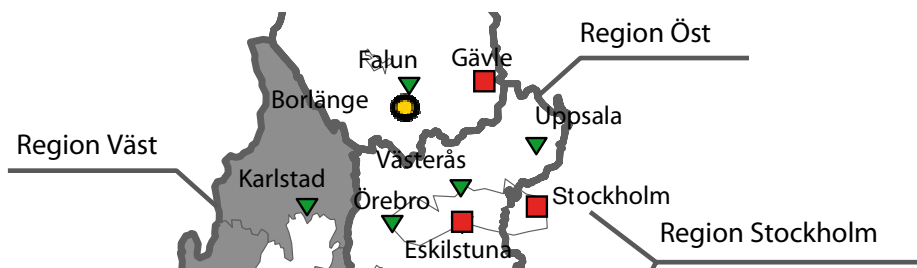 Region Öst
Falun
Gävle
Borlänge
Uppsala
Region Väst
Västerås
Karlstad
Örebro
Stockholm
Region Stockholm
Eskilstuna